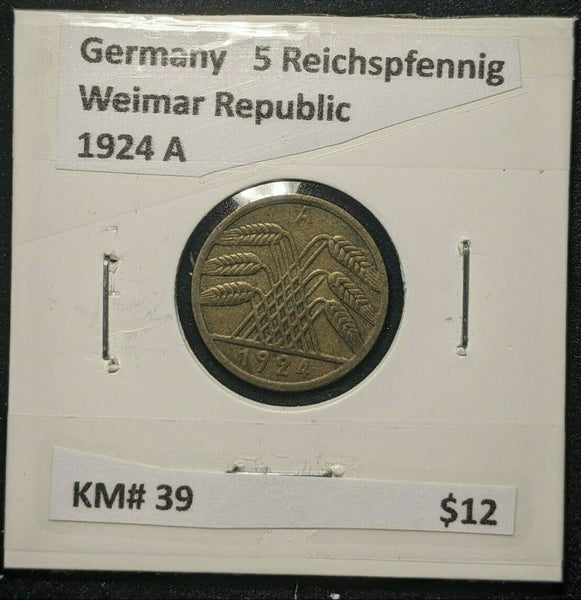 Germany 5 Reichspfennig
Weimar Republic
1924 A
A
1924
KM# 39 $12